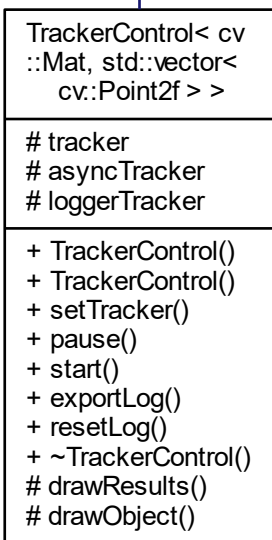 TrackerControl< cv
::Mat, std::vector<
cv::Point2f > >
# tracker
# asyncTracker
# loggerTracker
+ TrackerControl()
+ TrackerControl()
+ setTracker()
+ pause()
+ start()
+ exportLog()
+ resetLog()
+ ~TrackerControl()
# drawResults()
# drawObject()